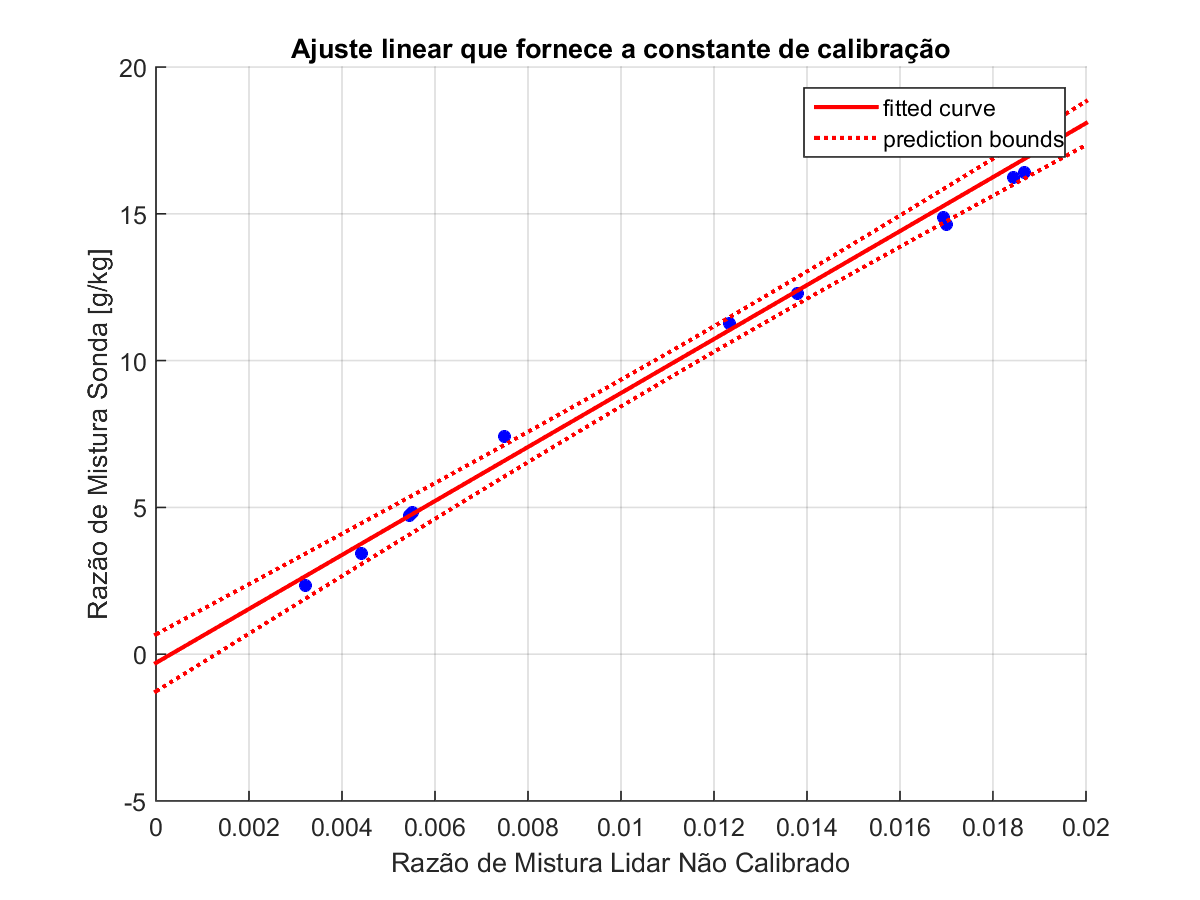 Ajuste linear que fornece a constante de calibração
20
15
10
5
0
-5
Razão de Mistura Sonda [g/kg]
fitted curve
prediction bounds
0 0.002 0.004 0.006 0.008 0.01 0.012 0.014 0.016 0.018 0.02
Razão de Mistura Lidar Não Calibrado